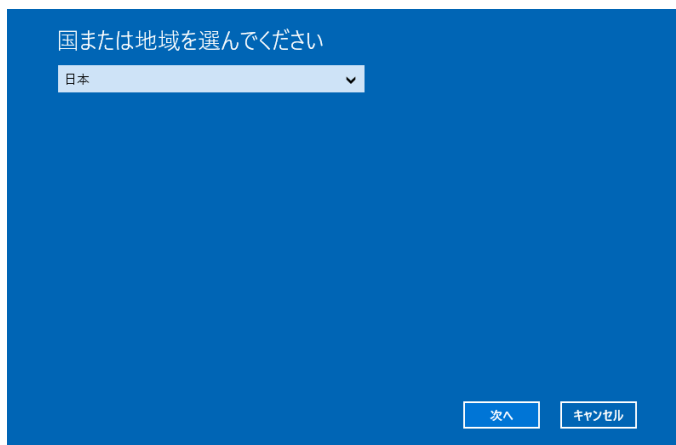 国または地域を選んでください
日本
次へ
キャンセル